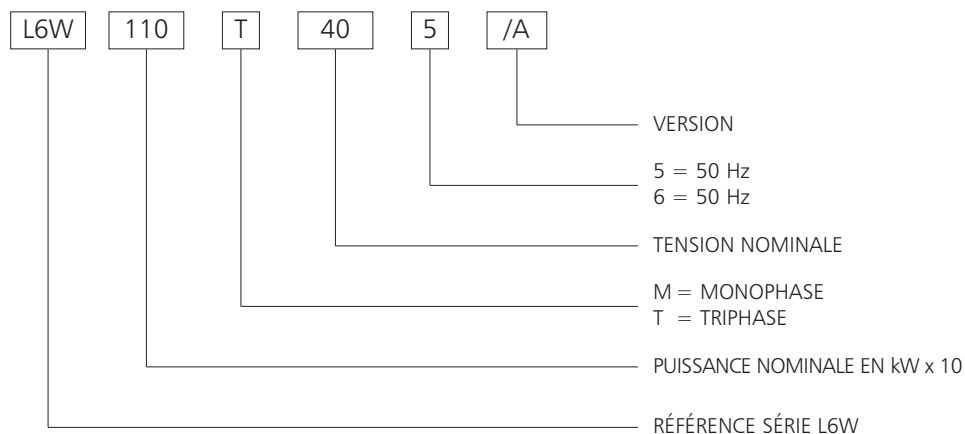 L6W 110 T 40 5 /A
VERSION
5 = 50 Hz
6 = 50 Hz
TENSION NOMINALE
M = MONOPHASE
T = TRIPHASE
PUISSANCE NOMINALE EN kW x 10
RÉFÉRENCE SÉRIE L6W